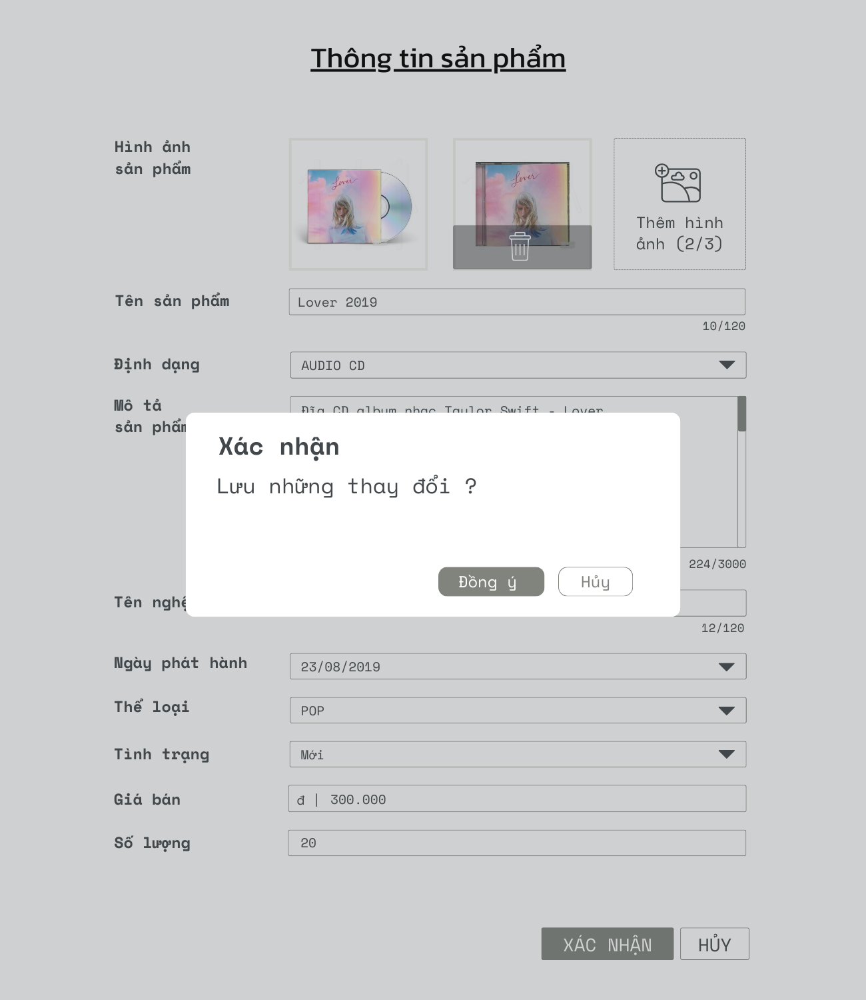 Thông tin sản phẩm
Hình ảnh
sản phẩm
Lover
Lover
Thêm hình
ảnh (2/3)
Tên sản phẩm
Lover 2019
10/120
Định dạng
AUDIO CD
Mô tả
sản phẩm
Đĩa CD album nhạc Taylor Swift - Lover
Xác nhận
Lưu những thay đổi ?
Đồng ý
Hủy
224/3000
Tên nghệ
12/120
Ngày phát hành
23/08/2019
Thể loại
POP
Tình trạng
Mới
Giá bán
đ | 300.000
Số lượng
20
XÁC NHẬN
HỦY